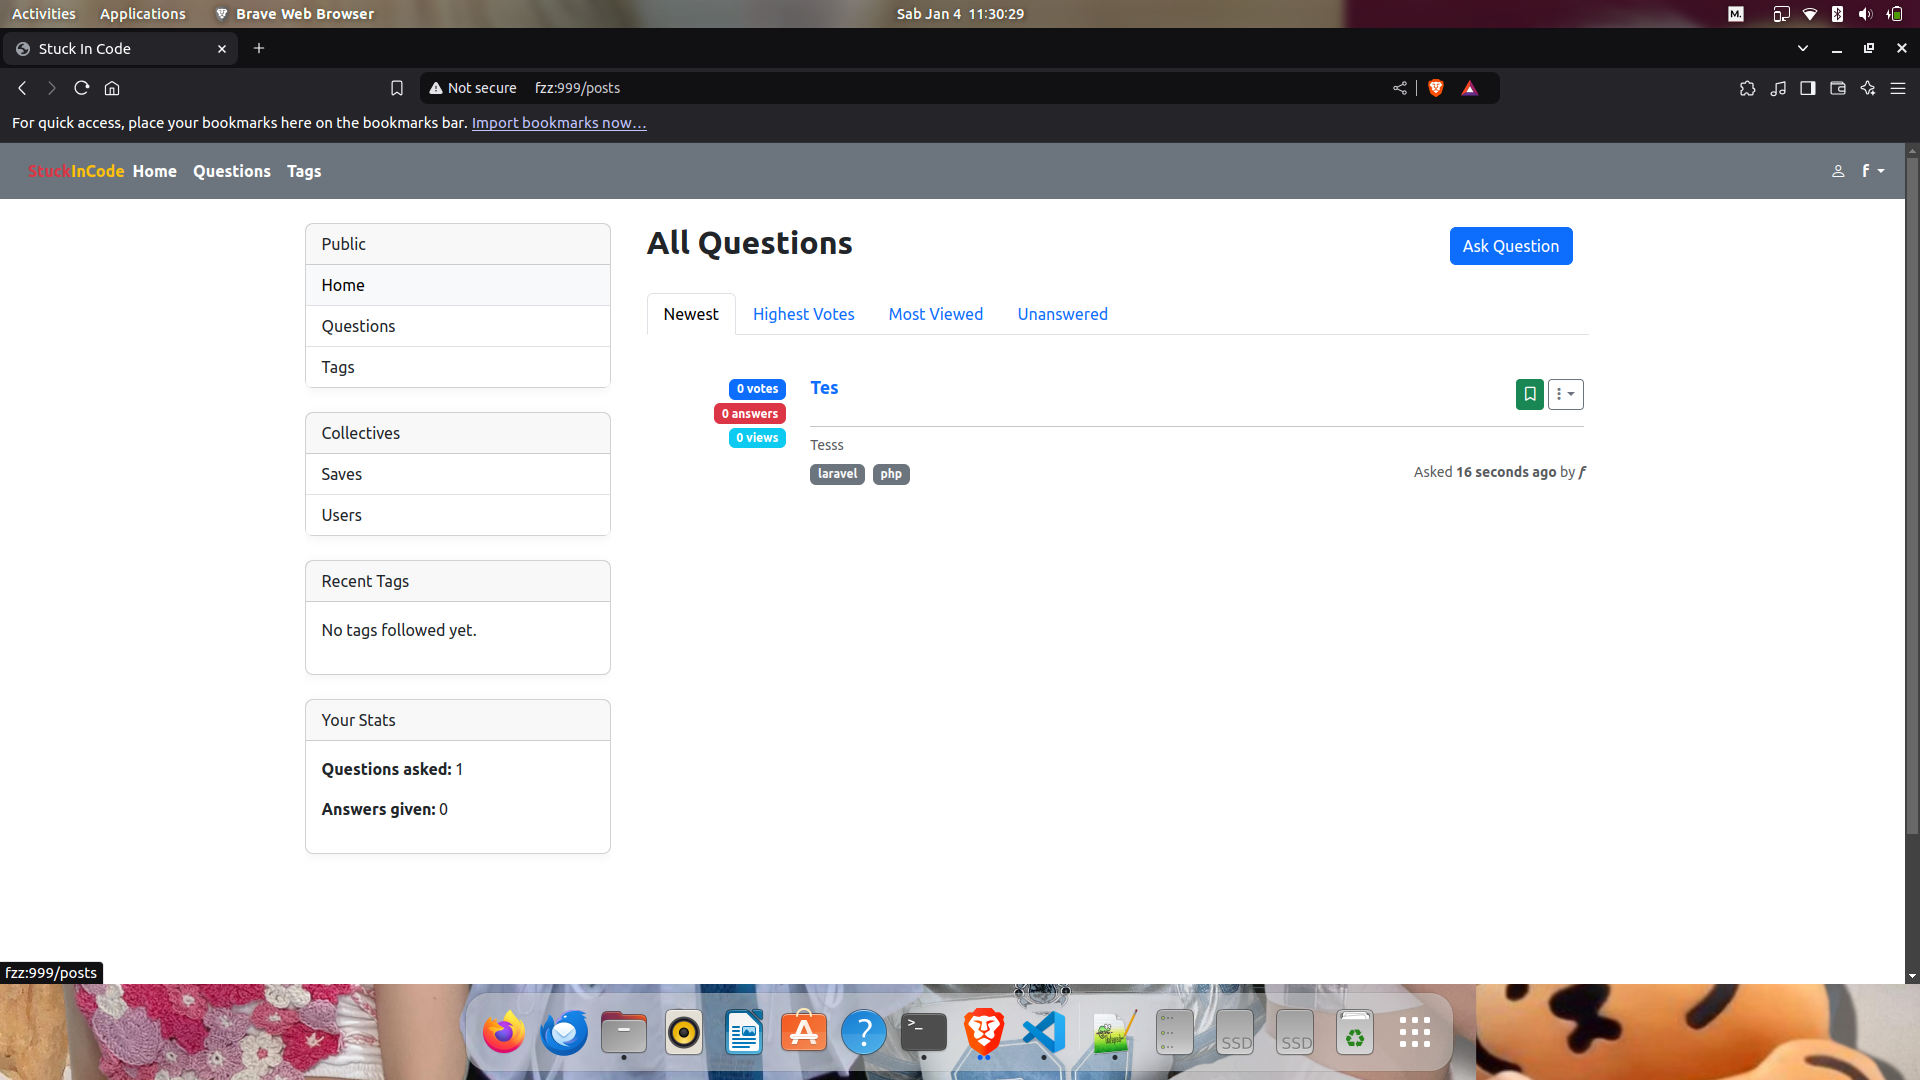 Activities Applications Brave Web Browser Sab Jan 4 11:30:29 M.
Stuck In Code
Not secure fzz:999/posts
For quick access, place your bookmarks here on the bookmarks bar. Import bookmarks now...
StuckInCode Home Questions Tags f
Public
Home
Questions
Tags
Collectives
Saves
Users
Recent Tags
No tags followed yet.
Your Stats
Questions asked: 1
Answers given: 0
All Questions Ask Question
Newest Highest Votes Most Viewed Unanswered
0 votes
0 answers
0 views
Tes
Tesss
laravel php
Asked 16 seconds ago by f
fzz:999/posts
SSD SSD